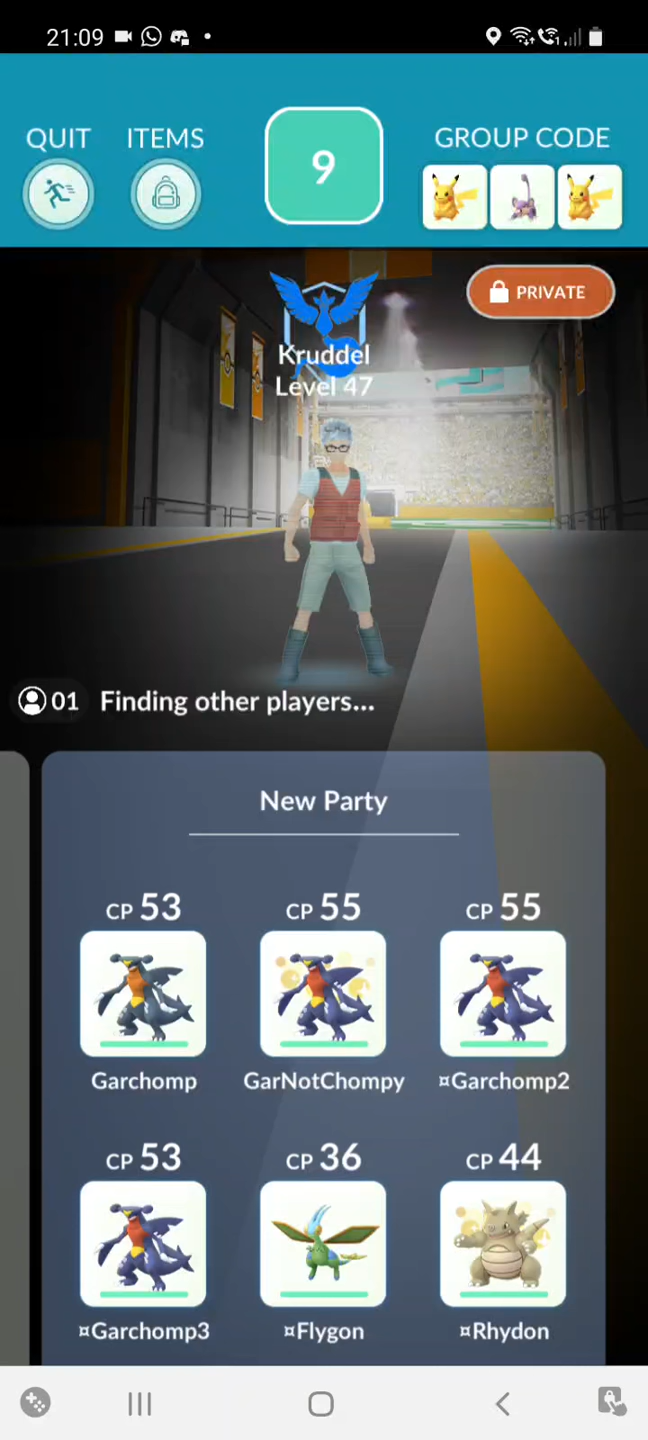 21:09
QUIT ITEMS 9 GROUP CODE
PRIVATE
Kruddel
Level 47
01 Finding other players...
New Party
CP 53 CP 55 CP 55
Garchomp GarNotChompy ¤Garchomp2
CP 53 CP 36 CP 44
¤Garchomp3 ¤Flygon ¤Rhydon